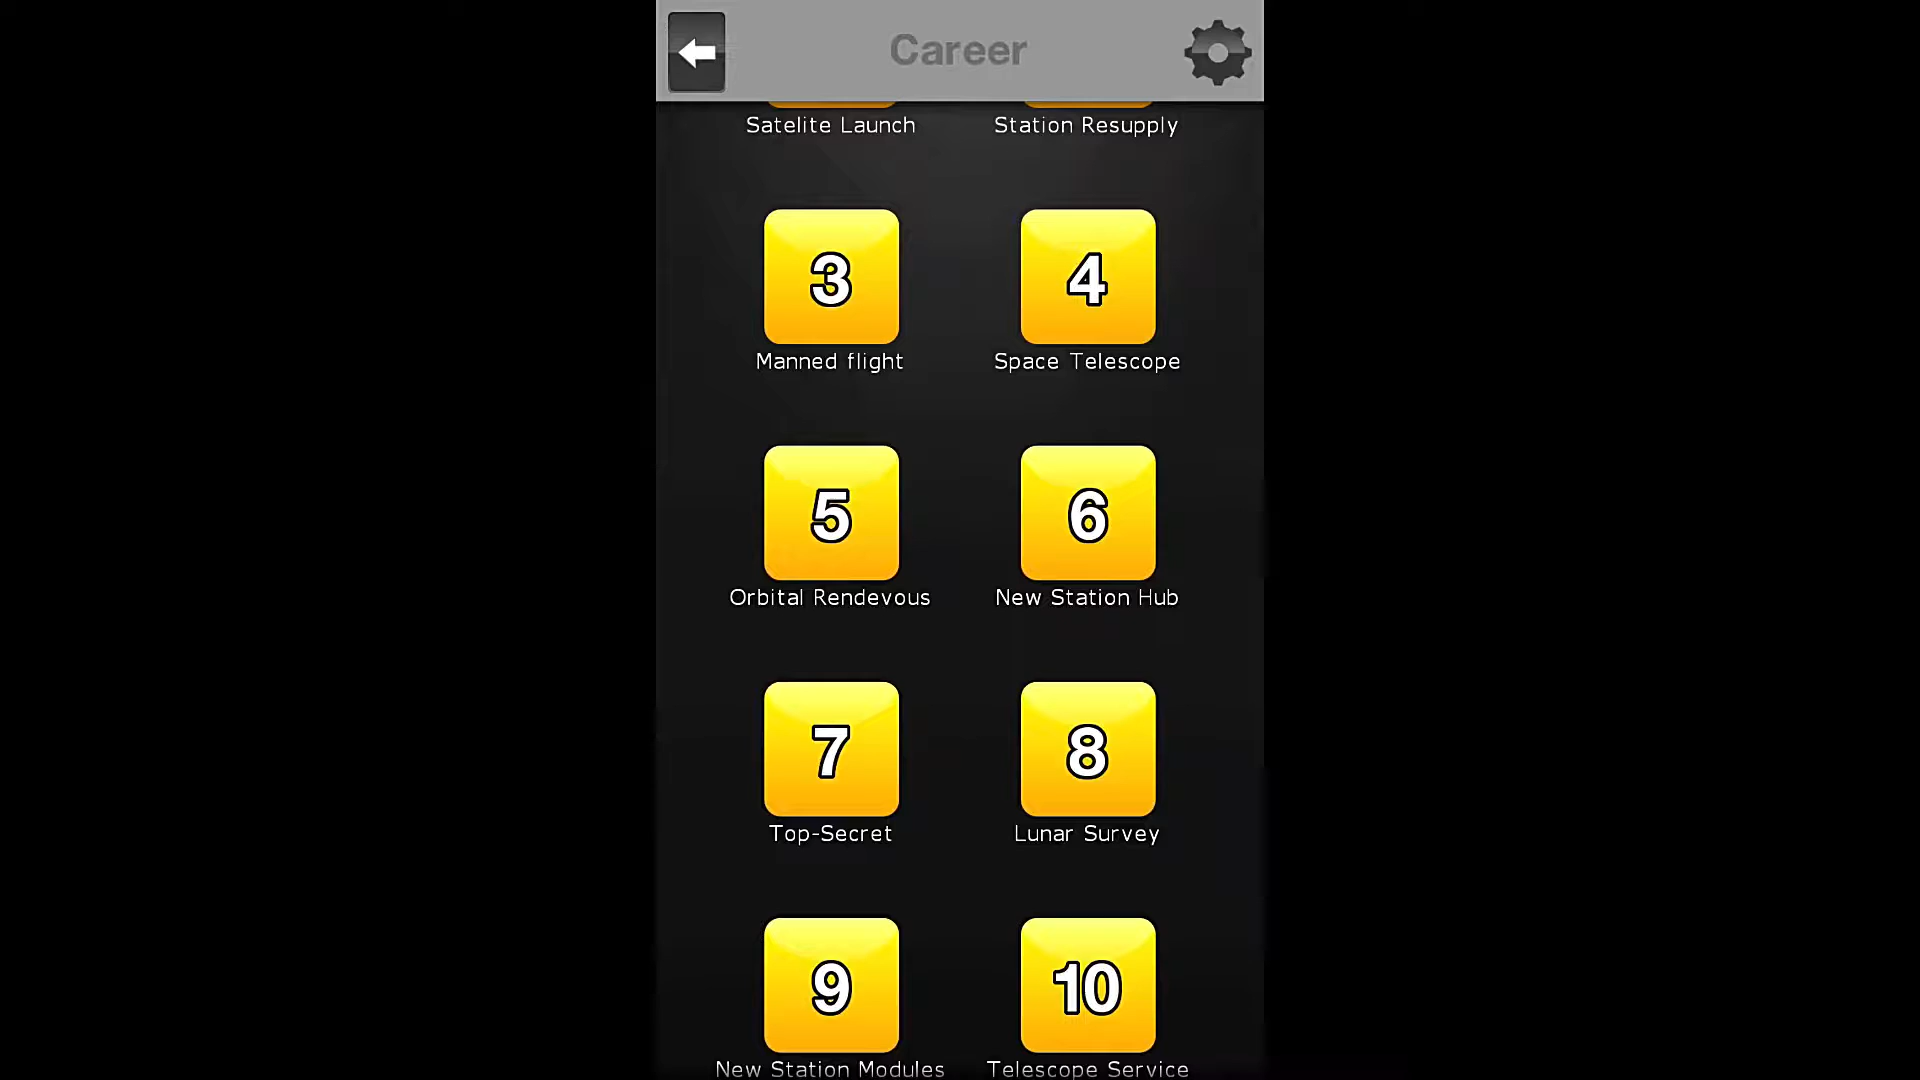 Career
Satelite Launch
Station Resupply
3
4
Manned flight
Space Telescope
5
6
Orbital Rendevous
New Station Hub
7
8
Top-Secret
Lunar Survey
9
10
New Station Modules
Telescope Service